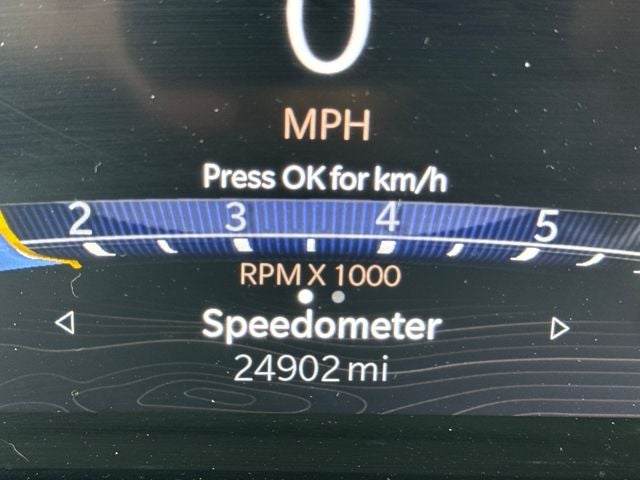 0
MPH
Press OK for km/h
2 3 4 5
RPM X 1000
Speedometer
24902 mi